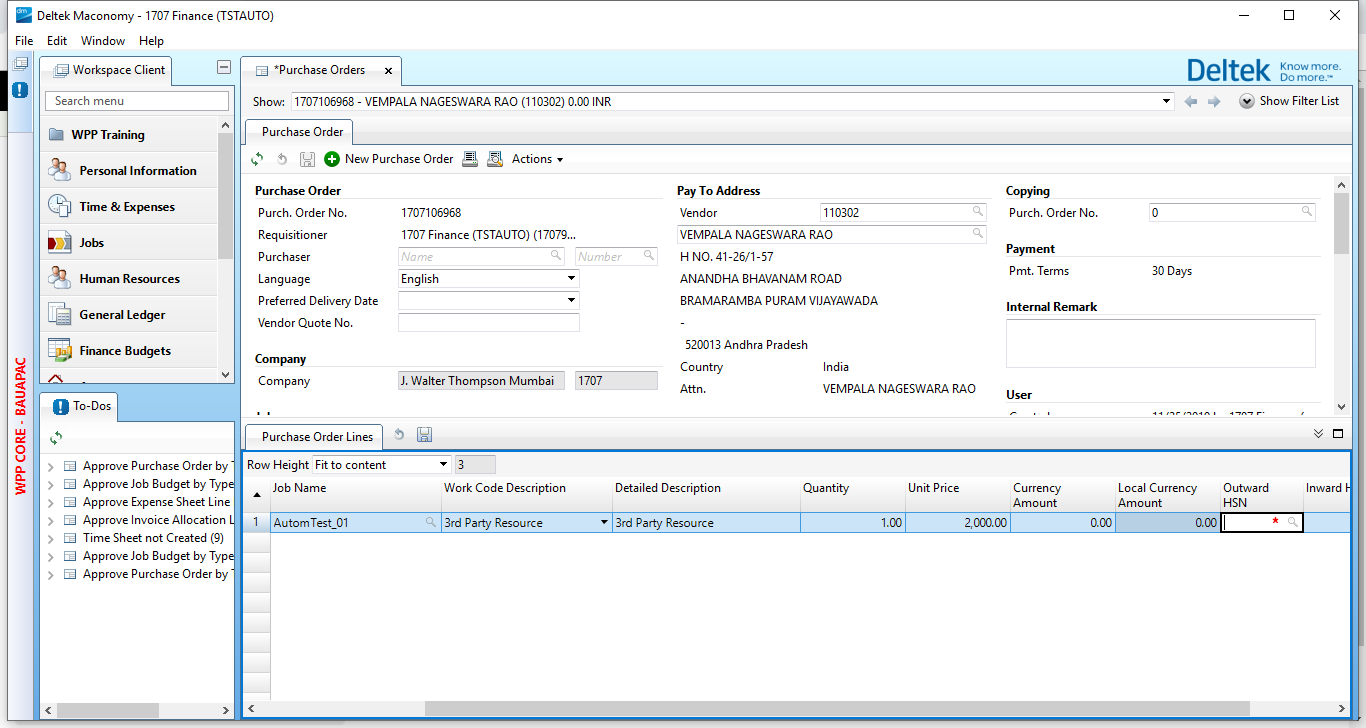 Deltek Maconomy - 1707 Finance (TSTAUTO)
File Edit Window Help
Workspace Client
Search menu
WPP Training
Personal Information
Time & Expenses
Jobs
Human Resources
General Ledger
Finance Budgets
WPP CORE - BAUAPAC
To-Dos
Approve Purchase Order by T
Approve Job Budget by Type
Approve Expense Sheet Line
Approve Invoice Allocation L
Time Sheet not Created (9)
Approve Job Budget by Type
Approve Purchase Order by T
*Purchase Orders
Deltek Know more.
Do more.™
Show: 1707106968 - VEMPALA NAGESWARA RAO (110302) 0.00 INR
Show Filter List
Purchase Order
New Purchase Order Actions
Purchase Order
Purch. Order No. 1707106968
Requisitioner 1707 Finance (TSTAUTO) (17079...
Purchaser Name Number
Language English
Preferred Delivery Date
Vendor Quote No.
Company
Company J. Walter Thompson Mumbai 1707
Pay To Address
Vendor 110302
VEMPALA NAGESWARA RAO
H NO. 41-26/1-57
ANANDHA BHAVANAM ROAD
BRAMARAMBA PURAM VIJAYAWADA
-
520013 Andhra Pradesh
Country India
Attn. VEMPALA NAGESWARA RAO
Copying
Purch. Order No. 0
Payment
Pmt. Terms 30 Days
Internal Remark
User
Purchase Order Lines
Row Height Fit to content 3
Job Name Work Code Description Detailed Description Quantity Unit Price Currency Amount Local Currency Amount Outward HSN Inward H
1 AutomTest_01 3rd Party Resource 3rd Party Resource 1.00 2,000.00 0.00 0.00 *